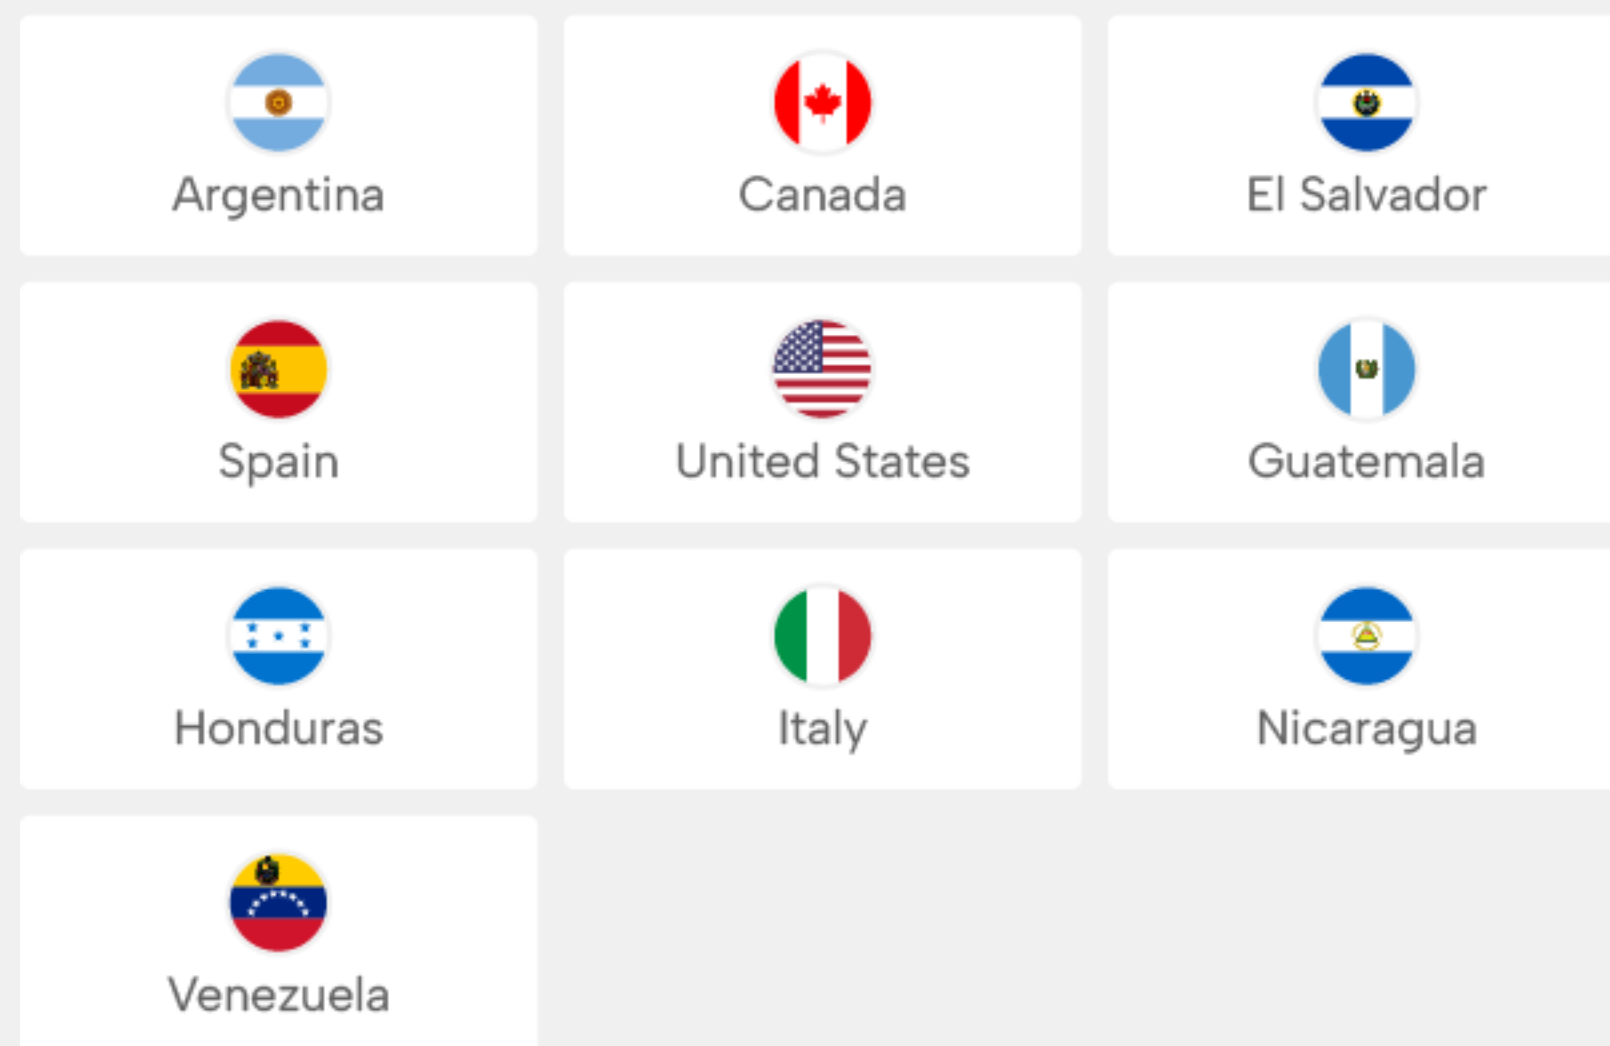 Argentina
Canada
El Salvador
Spain
United States
Guatemala
Honduras
Italy
Nicaragua
Venezuela